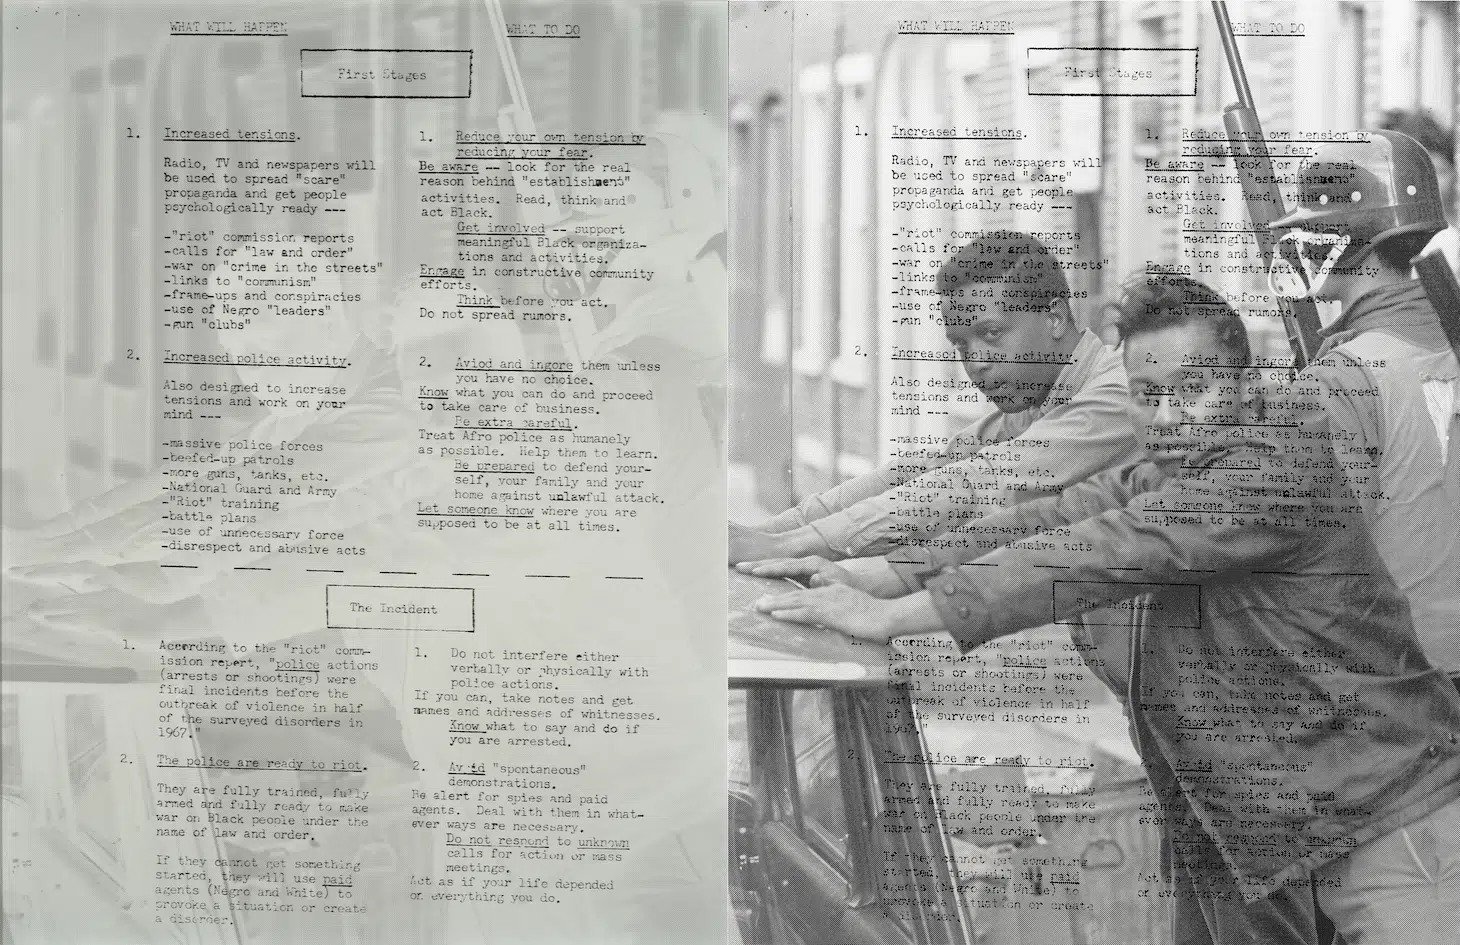 WHAT WILL HAPPEN
WHAT TO DO
First Stages
1. Increased tensions.
Radio, TV and newspapers will
be used to spread "scare"
propaganda and get people
psychologically ready ---
-"riot" commission reports
-calls for "law and order"
-war on "crime in the streets"
-links to "communism"
-frame-ups and conspiracies
-use of Negro "leaders"
-gun "clubs"
2. Increased police activity.
Also designed to increase
tensions and work on your
mind ---
-massive police forces
-beefed-up patrols
-more guns, tanks, etc.
-National Guard and Army
-"Riot" training
-battle plans
-use of unnecessary force
-disrespect and abusive acts
1. Reduce your own tension by
reducing your fear.
Be aware -- look for the real
reason behind "establishment"
activities. Read, think and
act Black.
Get involved -- support
meaningful Black organiza-
tions and activities.
Engage in constructive community
efforts.
Think before you act.
Do not spread rumors.
2. Aviod and ingore them unless
you have no choice.
Know what you can do and proceed
to take care of business.
Be extra careful.
Treat Afro police as humanely
as possible. Help them to learn.
Be prepared to defend your-
self, your family and your
home against unlawful attack.
Let someone know where you are
supposed to be at all times.
The Incident
1. According to the "riot" comm-
ission report, "police actions
(arrests or shootings) were
final incidents before the
outbreak of violence in half
of the surveyed disorders in
1967."
2. The police are ready to riot.
They are fully trained, fully
armed and fully ready to make
war on Black people under the
name of law and order.
If they cannot get something
started, they will use paid
agents (Negro and White) to
provoke a situation or create
a disorder.
1. Do not interfere either
verbally or physically with
police actions.
If you can, take notes and get
names and addresses of whitnesses.
Know what to say and do if
you are arrested.
2. Avoid "spontaneous"
demonstrations.
Be alert for spies and paid
agents. Deal with them in what-
ever ways are necessary.
Do not respond to unknown
calls for action or mass
meetings.
Act as if your life depended
on everything you do.
WHAT WILL HAPPEN
WHAT TO DO
First Stages
1. Increased tensions.
Radio, TV and newspapers will
be used to spread "scare"
propaganda and get people
psychologically ready ---
-"riot" commission reports
-calls for "law and order"
-war on "crime in the streets"
-links to "communism"
-frame-ups and conspiracies
-use of Negro "leaders"
-gun "clubs"
2. Increased police activity.
Also designed to increase
tensions and work on your
mind ---
-massive police forces
-beefed-up patrols
-more guns, tanks, etc.
-National Guard and Army
-"Riot" training
-battle plans
-use of unnecessary force
-disrespect and abusive acts
1. Reduce your own tension by
reducing your fear.
Be aware -- look for the real
reason behind "establishment"
activities. Read, think and
act Black.
Get involved -- support
meaningful Black organiza-
tions and activities.
Engage in constructive community
efforts.
Think before you act.
Do not spread rumors.
2. Aviod and ingore them unless
you have no choice.
Know what you can do and proceed
to take care of business.
Be extra careful.
Treat Afro police as humanely
as possible. Help them to learn.
Be prepared to defend your-
self, your family and your
home against unlawful attack.
Let someone know where you are
supposed to be at all times.
The Incident
1. According to the "riot" comm-
ission report, "police actions
(arrests or shootings) were
final incidents before the
outbreak of violence in half
of the surveyed disorders in
1967."
2. The police are ready to riot.
They are fully trained, fully
armed and fully ready to make
war on Black people under the
name of law and order.
If they cannot get something
started, they will use paid
agents (Negro and White) to
provoke a situation or create
a disorder.
1. Do not interfere either
verbally or physically with
police actions.
If you can, take notes and get
names and addresses of whitnesses.
Know what to say and do if
you are arrested.
2. Avoid "spontaneous"
demonstrations.
Be alert for spies and paid
agents. Deal with them in what-
ever ways are necessary.
Do not respond to unknown
calls for action or mass
meetings.
Act as if your life depended
on everything you do.